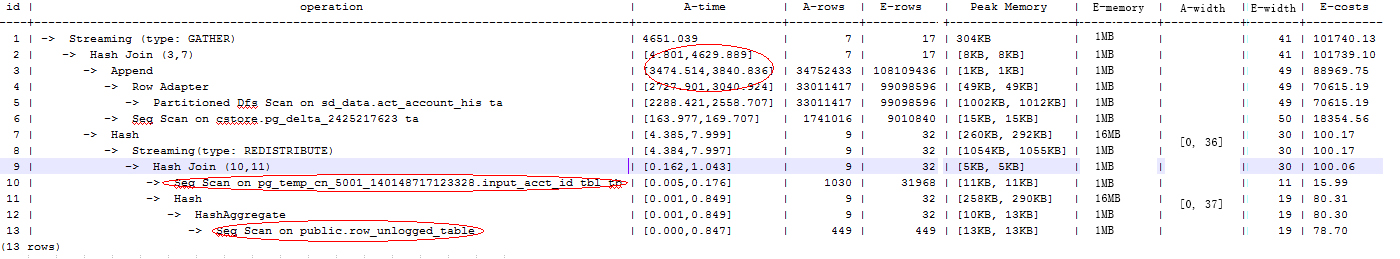 id | operation | A-time | A-rows | E-rows | Peak Memory | E-memory | A-width | E-width | E-costs
1 | -> Streaming (type: GATHER) | 4651.039 | 7 | 17 | 304KB | 1MB | | 41 | 101740.13
2 | -> Hash Join (3,7) | [4.801,4629.889] | 7 | 17 | [8KB, 8KB] | 1MB | | 41 | 101739.10
3 | -> Append | [3474.514,3840.836] | 34752433 | 108109436 | [1KB, 1KB] | 1MB | | 49 | 88969.75
4 | -> Row Adapter | [2727.901,3040.924] | 33011417 | 99098596 | [49KB, 49KB] | 1MB | | 49 | 70615.19
5 | -> Partitioned Dfs Scan on sd_data.act_account_his ta | [2288.421,2558.707] | 33011417 | 99098596 | [1002KB, 1012KB] | 1MB | | 49 | 70615.19
6 | -> Seq Scan on cstore.pg_delta_2425217623 ta | [163.977,169.707] | 1741016 | 9010840 | [15KB, 15KB] | 1MB | | 50 | 18354.56
7 | -> Hash | [4.385,7.999] | 9 | 32 | [260KB, 292KB] | 16MB | [0, 36] | 30 | 100.17
8 | -> Streaming(type: REDISTRIBUTE) | [4.384,7.997] | 9 | 32 | [1054KB, 1055KB] | 1MB | | 30 | 100.17
9 | -> Hash Join (10,11) | [0.162,1.043] | 9 | 32 | [5KB, 5KB] | 1MB | | 30 | 100.06
10 | -> Seq Scan on pg_temp_cn_5001_140148717123328.input_acct_id_tbl tb | [0.005,0.176] | 1030 | 31968 | [11KB, 11KB] | 1MB | | 11 | 15.99
11 | -> Hash | [0.001,0.849] | 9 | 32 | [258KB, 290KB] | 16MB | [0, 37] | 19 | 80.31
12 | -> HashAggregate | [0.001,0.849] | 9 | 32 | [10KB, 13KB] | 1MB | | 19 | 80.30
13 | -> Seq Scan on public.row_unlogged_table | [0.000,0.847] | 449 | 449 | [13KB, 13KB] | 1MB | | 19 | 78.70
(13 rows)